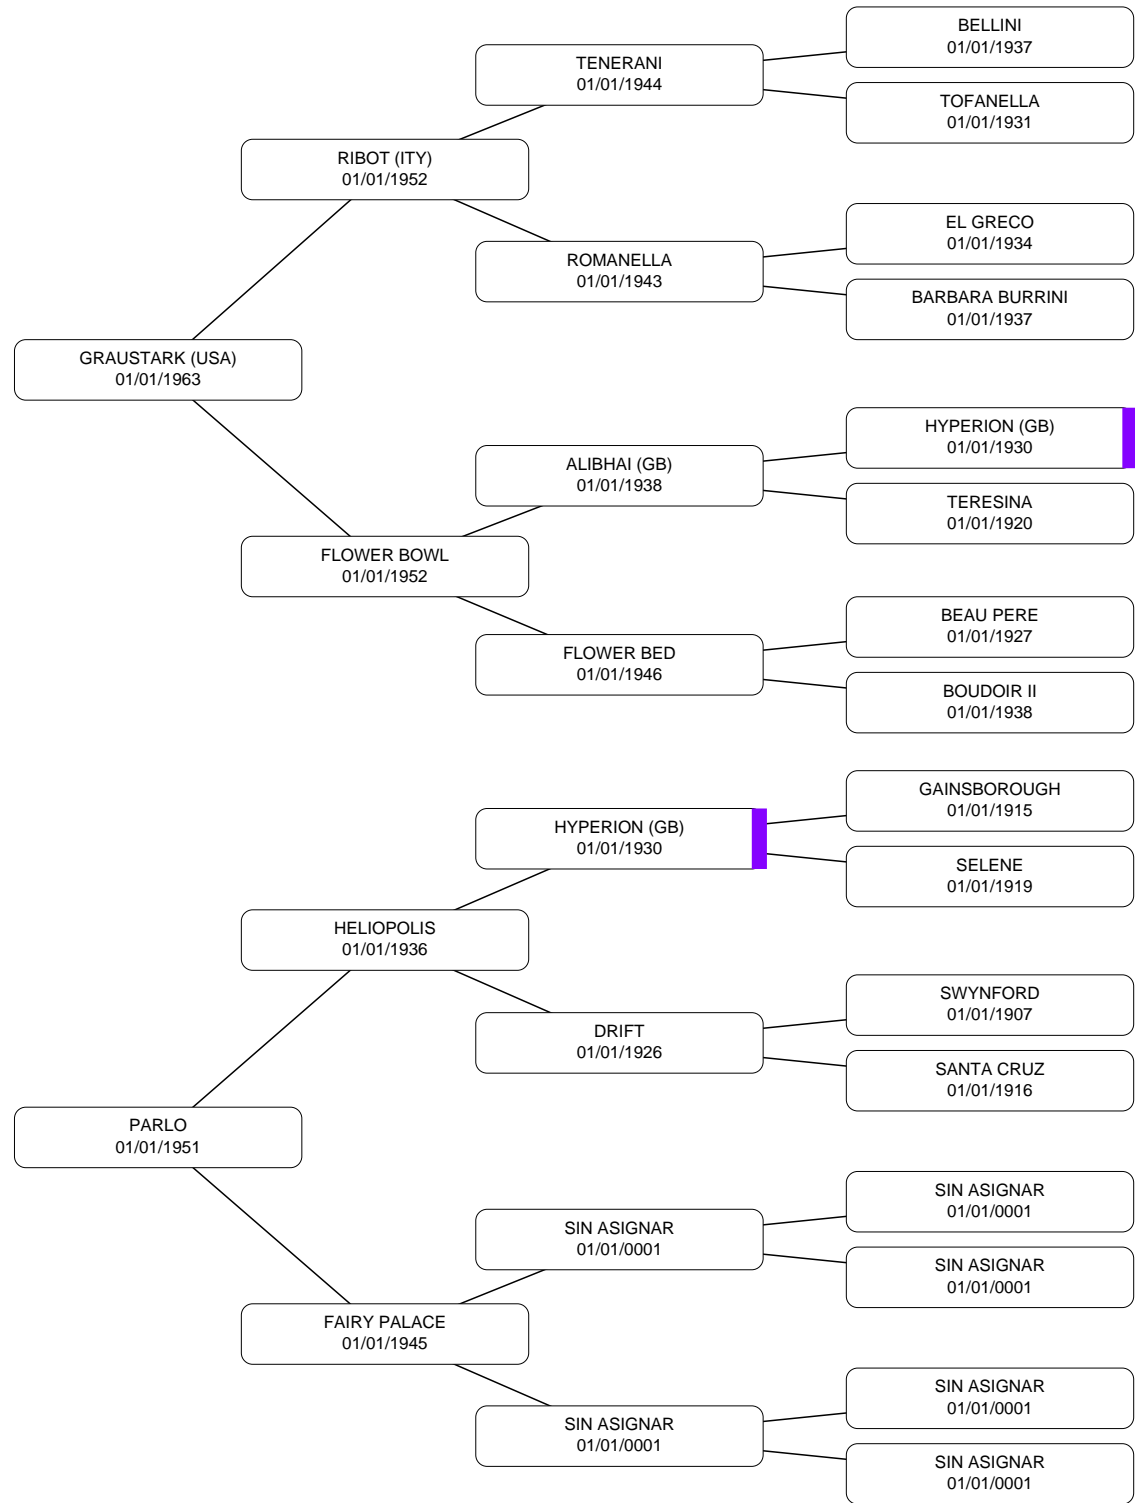 BELLINI
01/01/1937
TENERANI
01/01/1944
TOFANELLA
01/01/1931
RIBOT (ITY)
01/01/1952
EL GRECO
01/01/1934
ROMANELLA
01/01/1943
BARBARA BURRINI
01/01/1937
GRAUSTARK (USA)
01/01/1963
HYPERION (GB)
01/01/1930
ALIBHAI (GB)
01/01/1938
TERESINA
01/01/1920
FLOWER BOWL
01/01/1952
BEAU PERE
01/01/1927
FLOWER BED
01/01/1946
BOUDOIR II
01/01/1938
GAINSBOROUGH
01/01/1915
HYPERION (GB)
01/01/1930
SELENE
01/01/1919
HELIOPOLIS
01/01/1936
SWYNFORD
01/01/1907
DRIFT
01/01/1926
SANTA CRUZ
01/01/1916
PARLO
01/01/1951
SIN ASIGNAR
01/01/0001
SIN ASIGNAR
01/01/0001
SIN ASIGNAR
01/01/0001
FAIRY PALACE
01/01/1945
SIN ASIGNAR
01/01/0001
SIN ASIGNAR
01/01/0001
SIN ASIGNAR
01/01/0001